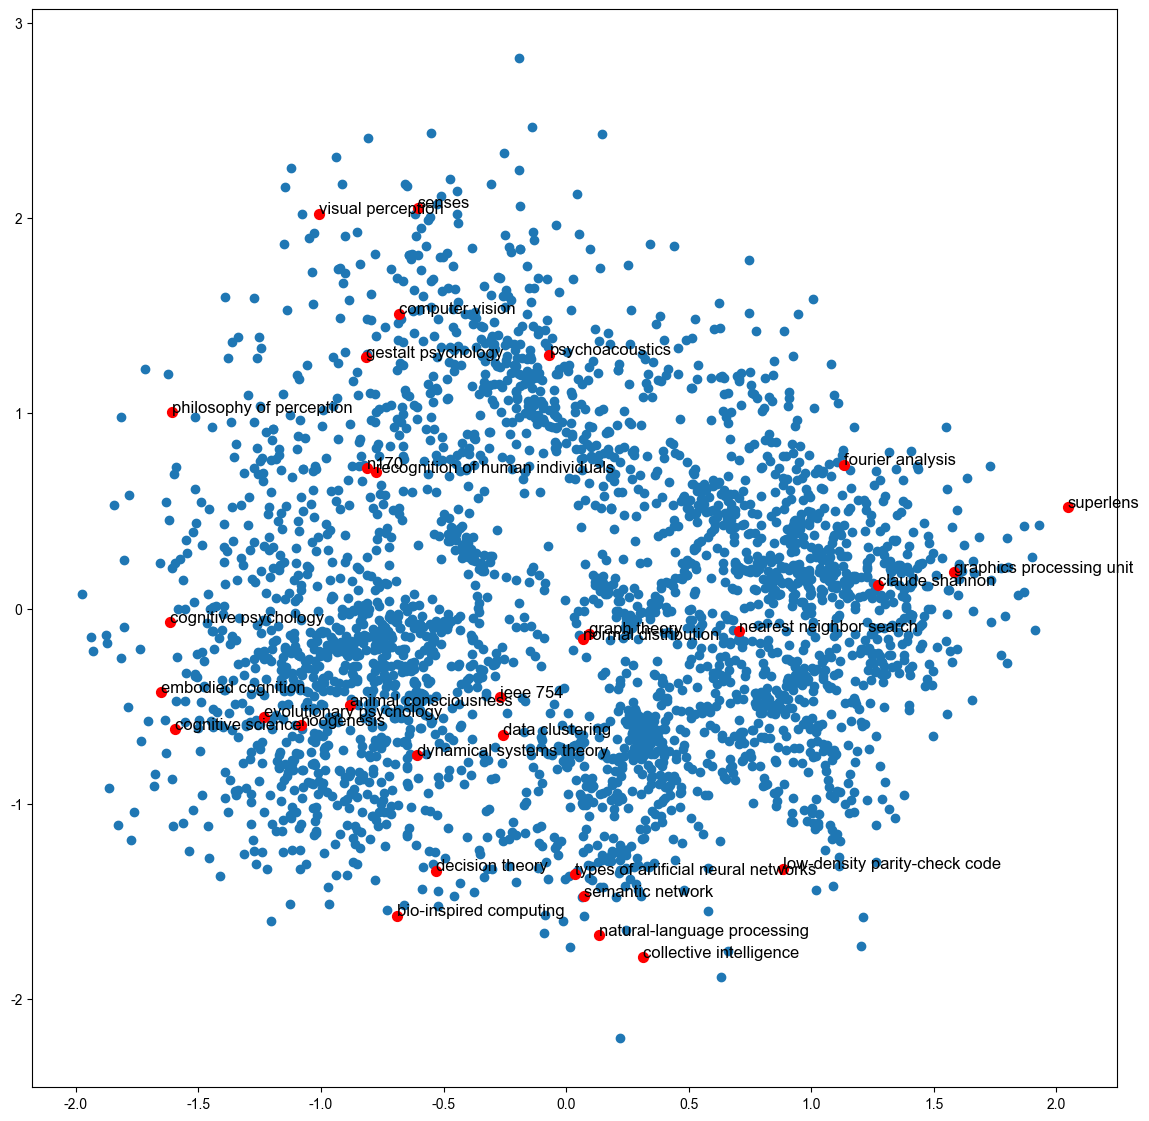 3
senses
visual perception
computer vision
gestalt psychology
psychoacoustics
2
philosophy of perception
1
n170
recognition of human individuals
fourier analysis
superlens
graphics processing unit
claude shannon
0
cognitive psychology
graph theory
normal distribution
nearest neighbor search
embodied cognition
ieee 754
animal consciousness
evolutionary psychology
cognitive science
noogenesis
data clustering
dynamical systems theory
-1
decision theory
low-density parity-check code
types of artificial neural networks
semantic network
bio-inspired computing
natural-language processing
collective intelligence
-2
-2.0 -1.5 -1.0 -0.5 0.0 0.5 1.0 1.5 2.0